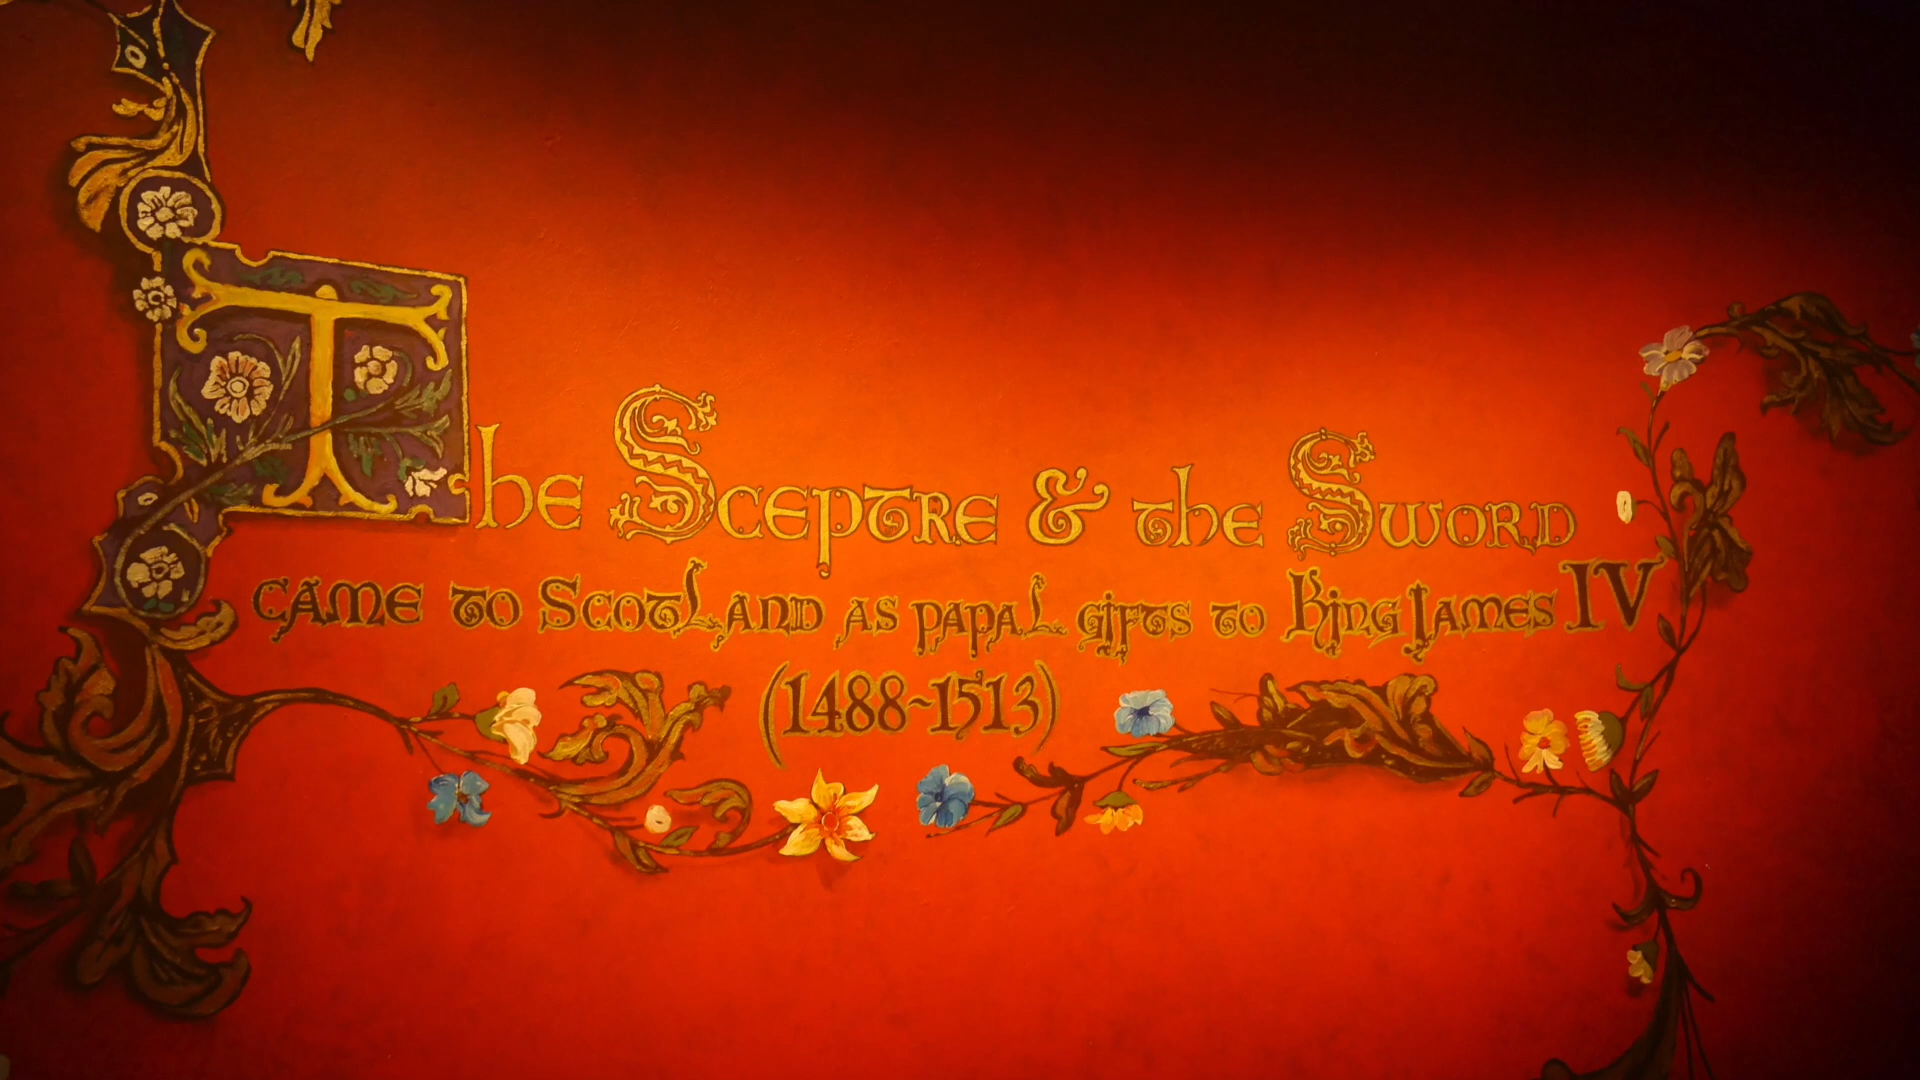 The Sceptre & the Sword
came to Scotland as papal gifts to King James IV
(1488~1513)